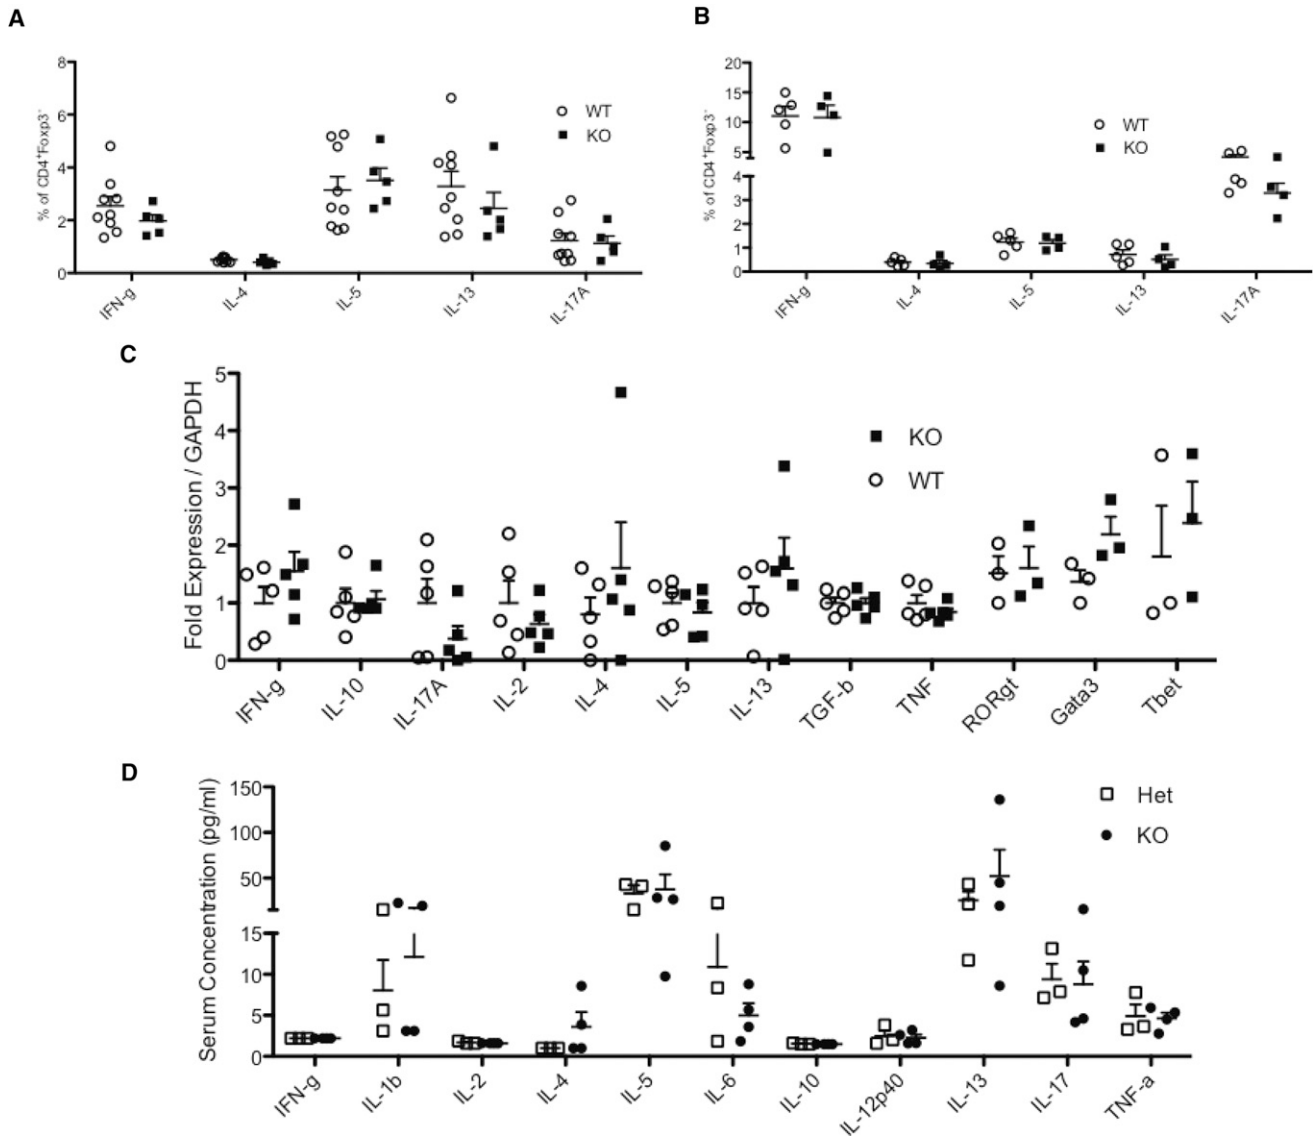 A
B
8
6
4
2
0
% of CD4+Foxp3-
WT
KO
IFN-g
IL-4
IL-5
IL-13
IL-17A
20
15
10
5
4
3
2
1
0
% of CD4+Foxp3-
WT
KO
IFN-g
IL-4
IL-5
IL-13
IL-17A
C
5
4
3
2
1
0
Fold Expression / GAPDH
KO
WT
IFN-g
IL-10
IL-17A
IL-2
IL-4
IL-5
IL-13
TGF-b
TNF
RORgt
Gata3
Tbet
D
150
100
50
15
10
5
0
Serum Concentration (pg/ml)
Het
KO
IFN-g
IL-1b
IL-2
IL-4
IL-5
IL-6
IL-10
IL-12p40
IL-13
IL-17
TNF-a